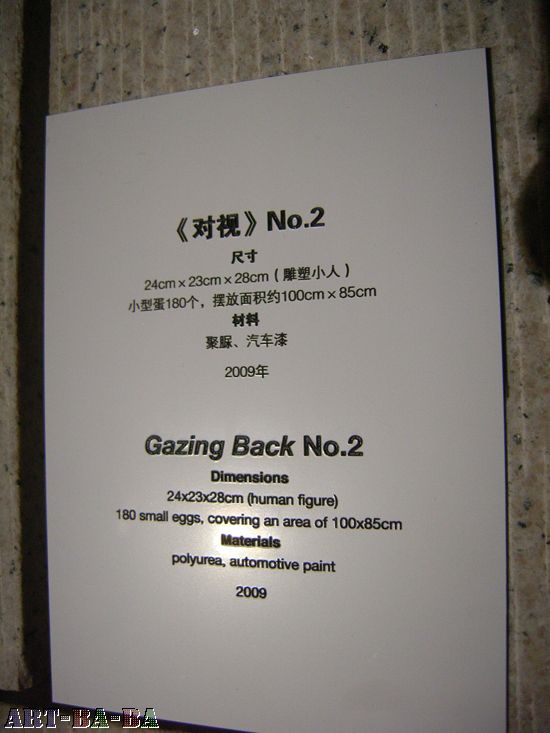 《对视》No.2
尺寸
24cm×23cm×28cm（雕塑小人）
小型蛋180个，摆放面积约100cm×85cm
材料
聚脲、汽车漆
2009年
Gazing Back No.2
Dimensions
24x23x28cm (human figure)
180 small eggs, covering an area of 100x85cm
Materials
polyurea, automotive paint
2009
ART-BA-BA